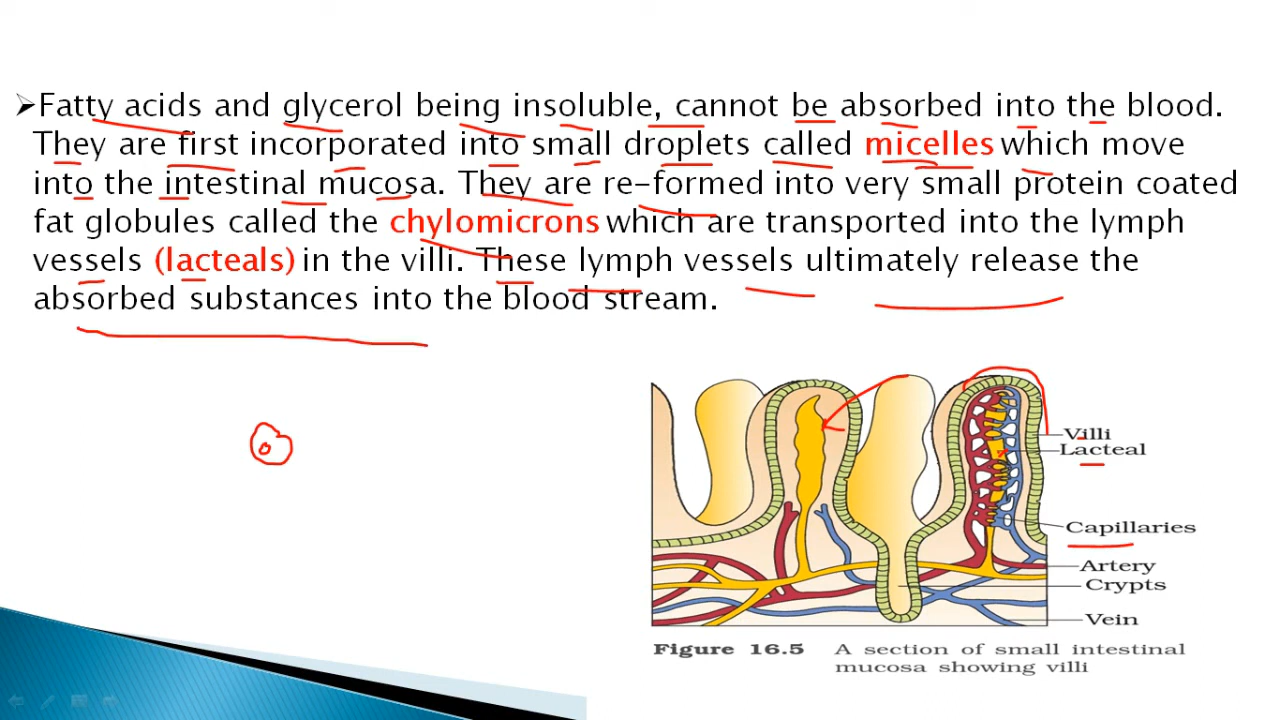 ➢Fatty acids and glycerol being insoluble, cannot be absorbed into the blood.
They are first incorporated into small droplets called micelles which move
into the intestinal mucosa. They are re-formed into very small protein coated
fat globules called the chylomicrons which are transported into the lymph
vessels (lacteals) in the villi. These lymph vessels ultimately release the
absorbed substances into the blood stream.
Villi
Lacteal
Capillaries
Artery
Crypts
Vein
Figure 16.5 A section of small intestinal
mucosa showing villi